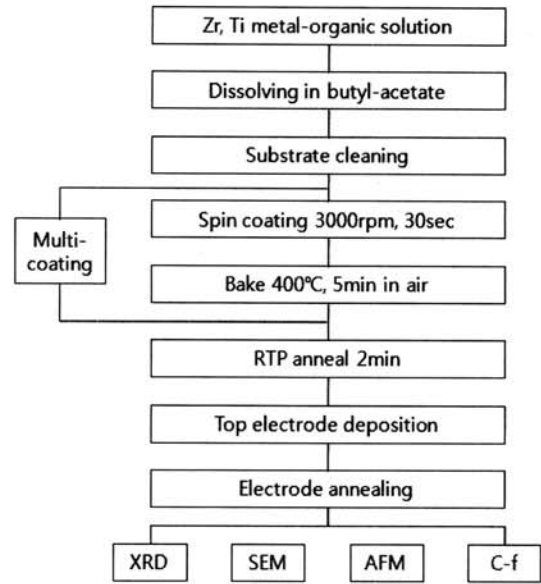 Zr, Ti metal-organic solution
Dissolving in butyl-acetate
Substrate cleaning
Spin coating 3000rpm, 30sec
Multi-
coating
Bake 400℃, 5min in air
RTP anneal 2min
Top electrode deposition
Electrode annealing
XRD
SEM
AFM
C-f